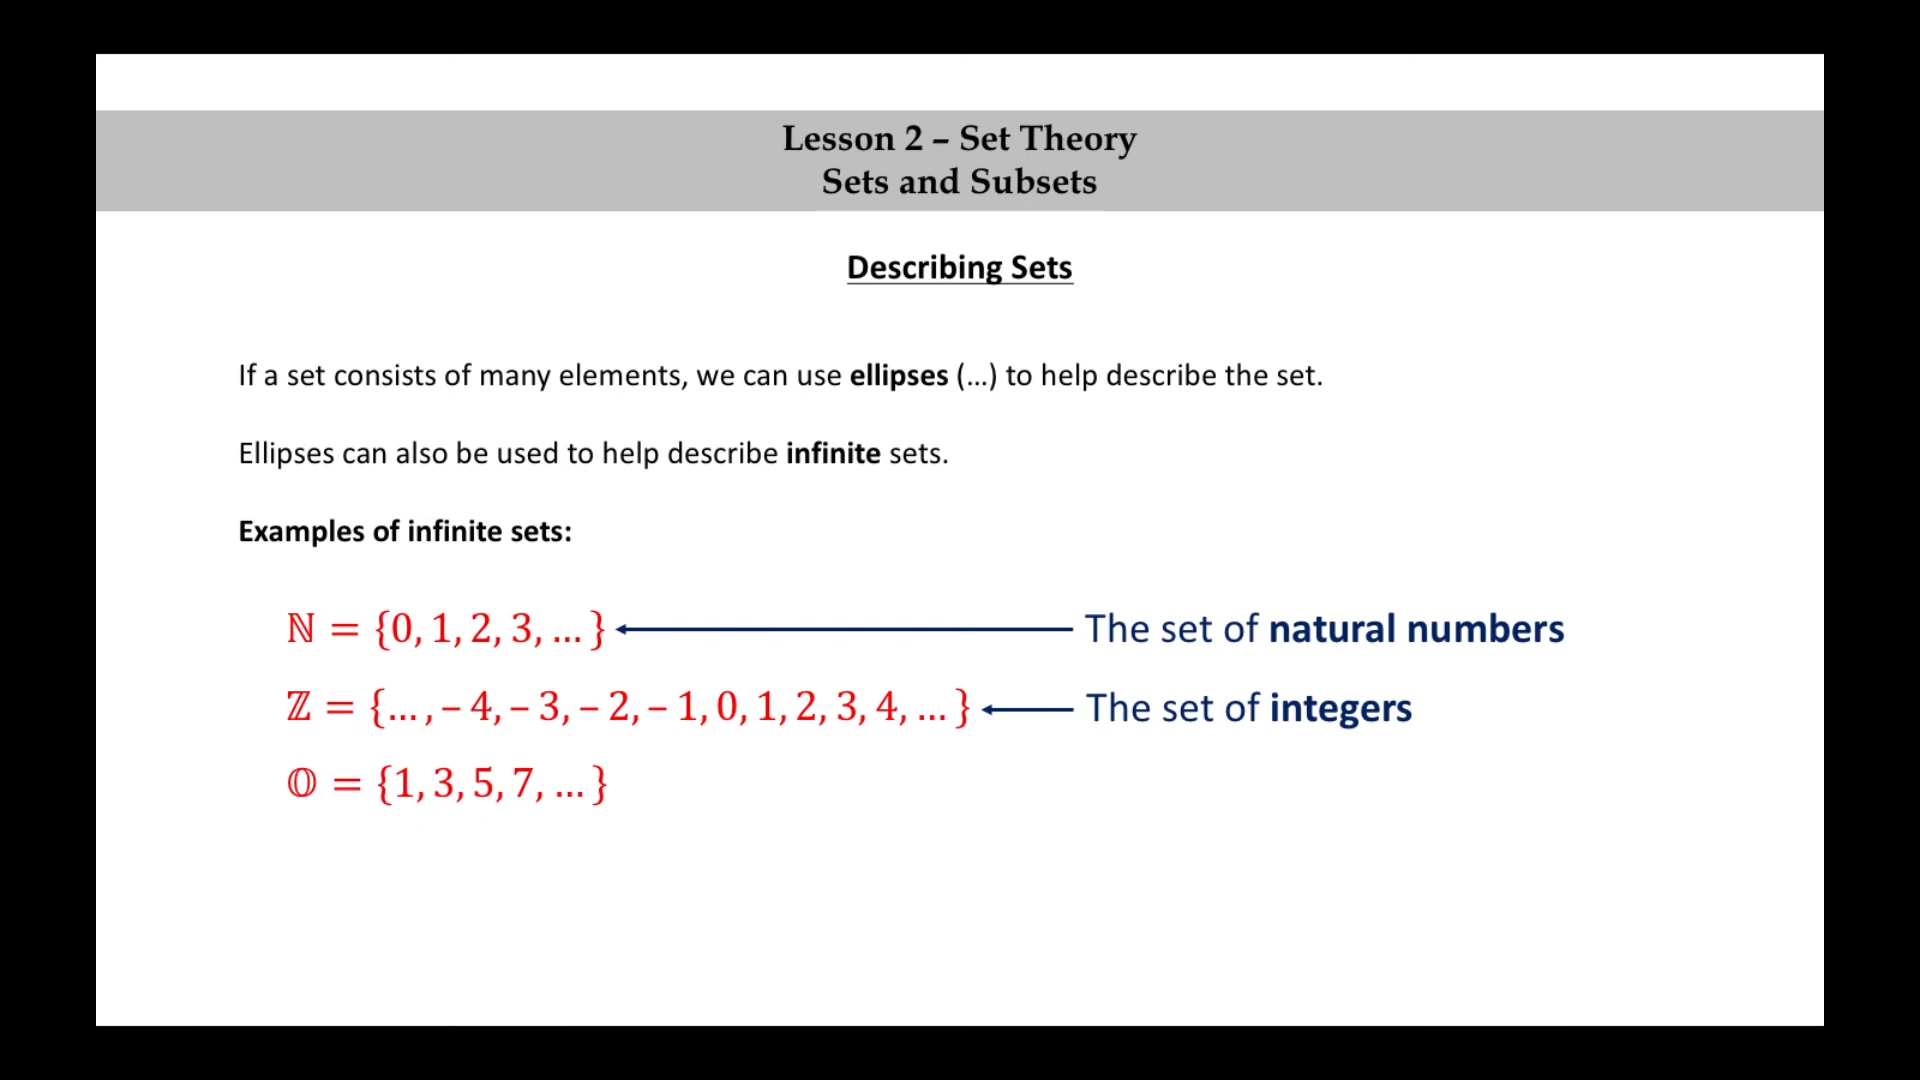 Lesson 2 – Set Theory
Sets and Subsets
Describing Sets
If a set consists of many elements, we can use ellipses (…) to help describe the set.
Ellipses can also be used to help describe infinite sets.
Examples of infinite sets:
ℕ = {0, 1, 2, 3, … } The set of natural numbers
ℤ = {… , – 4, – 3, – 2, – 1, 0, 1, 2, 3, 4, … } The set of integers
𝕆 = {1, 3, 5, 7, … }